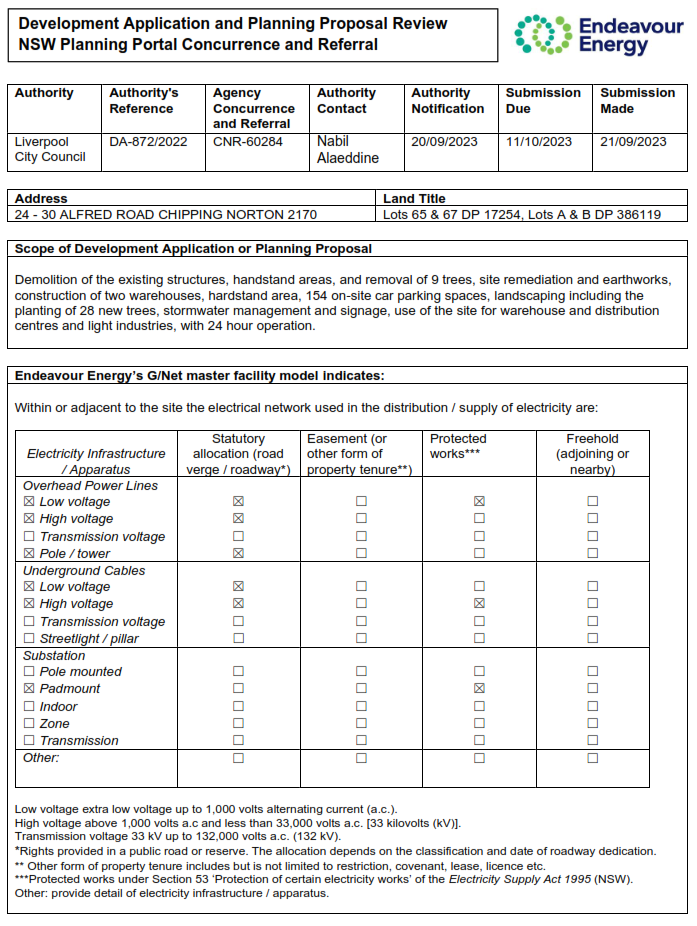 Development Application and Planning Proposal Review
NSW Planning Portal Concurrence and Referral
Endeavour
Energy
Authority
Authority's
Reference
Agency
Concurrence
and Referral
Authority
Contact
Authority
Notification
Submission
Due
Submission
Made
Liverpool
City Council
DA-872/2022
CNR-60284
Nabil
Alaeddine
20/09/2023
11/10/2023
21/09/2023
Address
Land Title
24 - 30 ALFRED ROAD CHIPPING NORTON 2170
Lots 65 & 67 DP 17254, Lots A & B DP 386119
Scope of Development Application or Planning Proposal
Demolition of the existing structures, handstand areas, and removal of 9 trees, site remediation and earthworks,
construction of two warehouses, hardstand area, 154 on-site car parking spaces, landscaping including the
planting of 28 new trees, stormwater management and signage, use of the site for warehouse and distribution
centres and light industries, with 24 hour operation.
Endeavour Energy's G/Net master facility model indicates:
Within or adjacent to the site the electrical network used in the distribution / supply of electricity are:
Electricity Infrastructure
/ Apparatus
Statutory
allocation (road
verge / roadway*)
Easement (or
other form of
property tenure**)
Protected
works***
Freehold
(adjoining or
nearby)
Overhead Power Lines
☒ Low voltage ☒ ☐ ☒ ☐
☒ High voltage ☒ ☐ ☐ ☐
☐ Transmission voltage ☐ ☐ ☐ ☐
☒ Pole / tower ☒ ☐ ☐ ☐
Underground Cables
☒ Low voltage ☒ ☐ ☐ ☐
☒ High voltage ☒ ☐ ☒ ☐
☐ Transmission voltage ☐ ☐ ☐ ☐
☐ Streetlight / pillar ☐ ☐ ☐ ☐
Substation
☐ Pole mounted ☐ ☐ ☐ ☐
☒ Padmount ☐ ☐ ☒ ☐
☐ Indoor ☐ ☐ ☐ ☐
☐ Zone ☐ ☐ ☐ ☐
☐ Transmission ☐ ☐ ☐ ☐
Other: ☐ ☐ ☐ ☐
Low voltage extra low voltage up to 1,000 volts alternating current (a.c.).
High voltage above 1,000 volts a.c and less than 33,000 volts a.c. [33 kilovolts (kV)].
Transmission voltage 33 kV up to 132,000 volts a.c. (132 kV).
*Rights provided in a public road or reserve. The allocation depends on the classification and date of roadway dedication.
** Other form of property tenure includes but is not limited to restriction, covenant, lease, licence etc.
***Protected works under Section 53 'Protection of certain electricity works' of the Electricity Supply Act 1995 (NSW).
Other: provide detail of electricity infrastructure / apparatus.